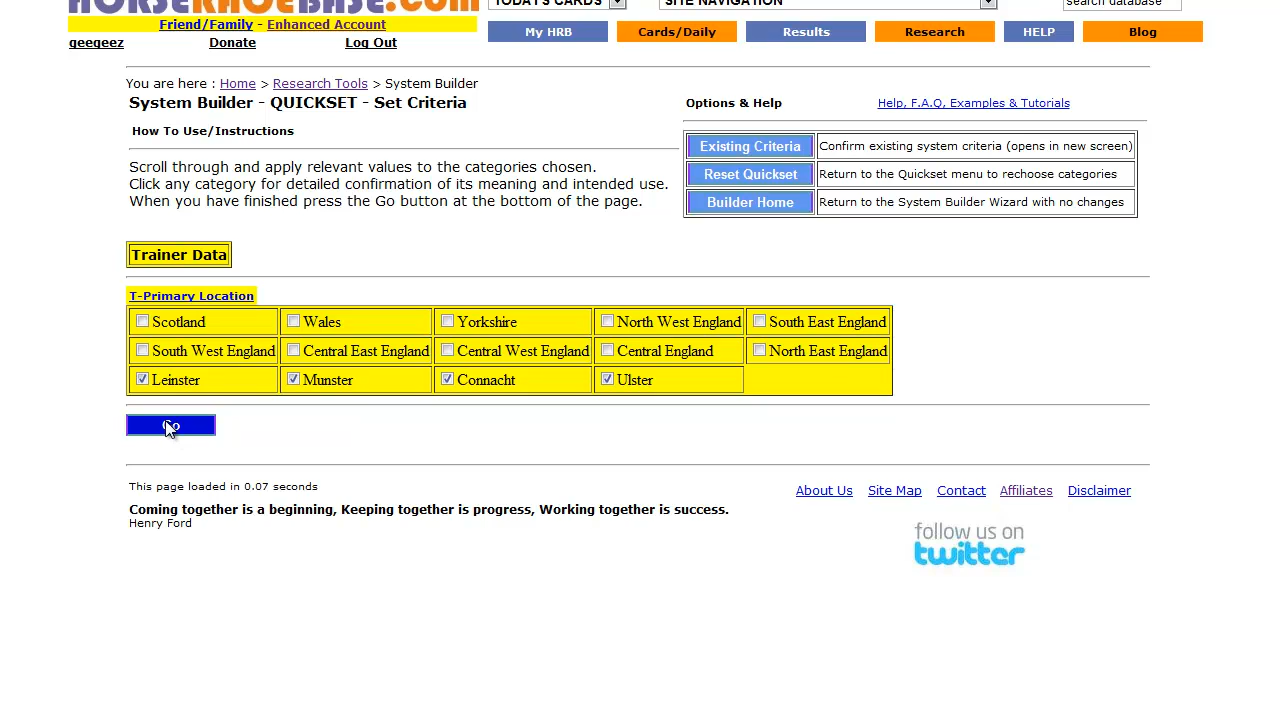 HORSERACEBASE.com
TODAY'S CARDS
SITE NAVIGATION
search database
Friend/Family - Enhanced Account
geegeez Donate Log Out
My HRB Cards/Daily Results Research HELP Blog
You are here : Home > Research Tools > System Builder
System Builder - QUICKSET - Set Criteria
How To Use/Instructions
Scroll through and apply relevant values to the categories chosen.
Click any category for detailed confirmation of its meaning and intended use.
When you have finished press the Go button at the bottom of the page.
Options & Help Help, F.A.Q, Examples & Tutorials
Existing Criteria Confirm existing system criteria (opens in new screen)
Reset Quickset Return to the Quickset menu to rechoose categories
Builder Home Return to the System Builder Wizard with no changes
Trainer Data
T-Primary Location
Scotland Wales Yorkshire North West England South East England
South West England Central East England Central West England Central England North East England
Leinster Munster Connacht Ulster
Go
This page loaded in 0.07 seconds
Coming together is a beginning, Keeping together is progress, Working together is success.
Henry Ford
About Us Site Map Contact Affiliates Disclaimer
follow us on
twitter